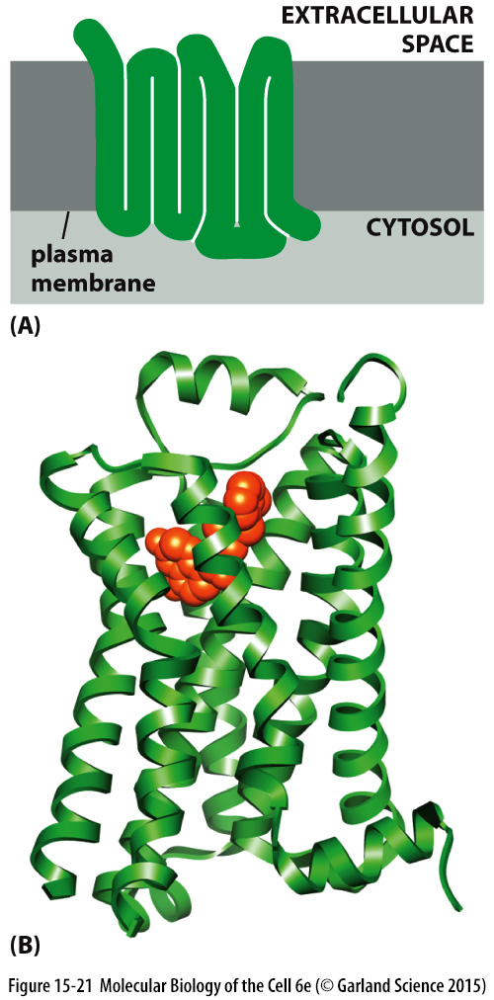 EXTRACELLULAR
SPACE
CYTOSOL
plasma
membrane
(A)
(B)
Figure 15-21 Molecular Biology of the Cell 6e (© Garland Science 2015)